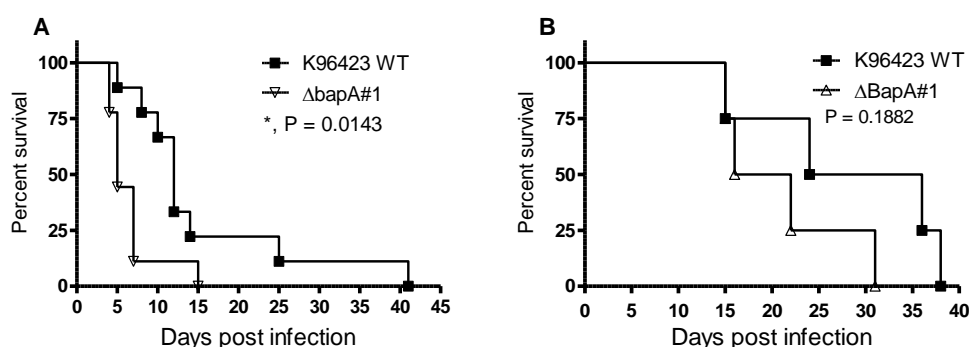 A
K96423 WT
ΔbapA#1
*, P = 0.0143
Percent survival
100
75
50
25
0
0 5 10 15 20 25 30 35 40 45
Days post infection
B
K96423 WT
ΔBapA#1
P = 0.1882
Percent survival
100
75
50
25
0
0 5 10 15 20 25 30 35 40
Days post infection